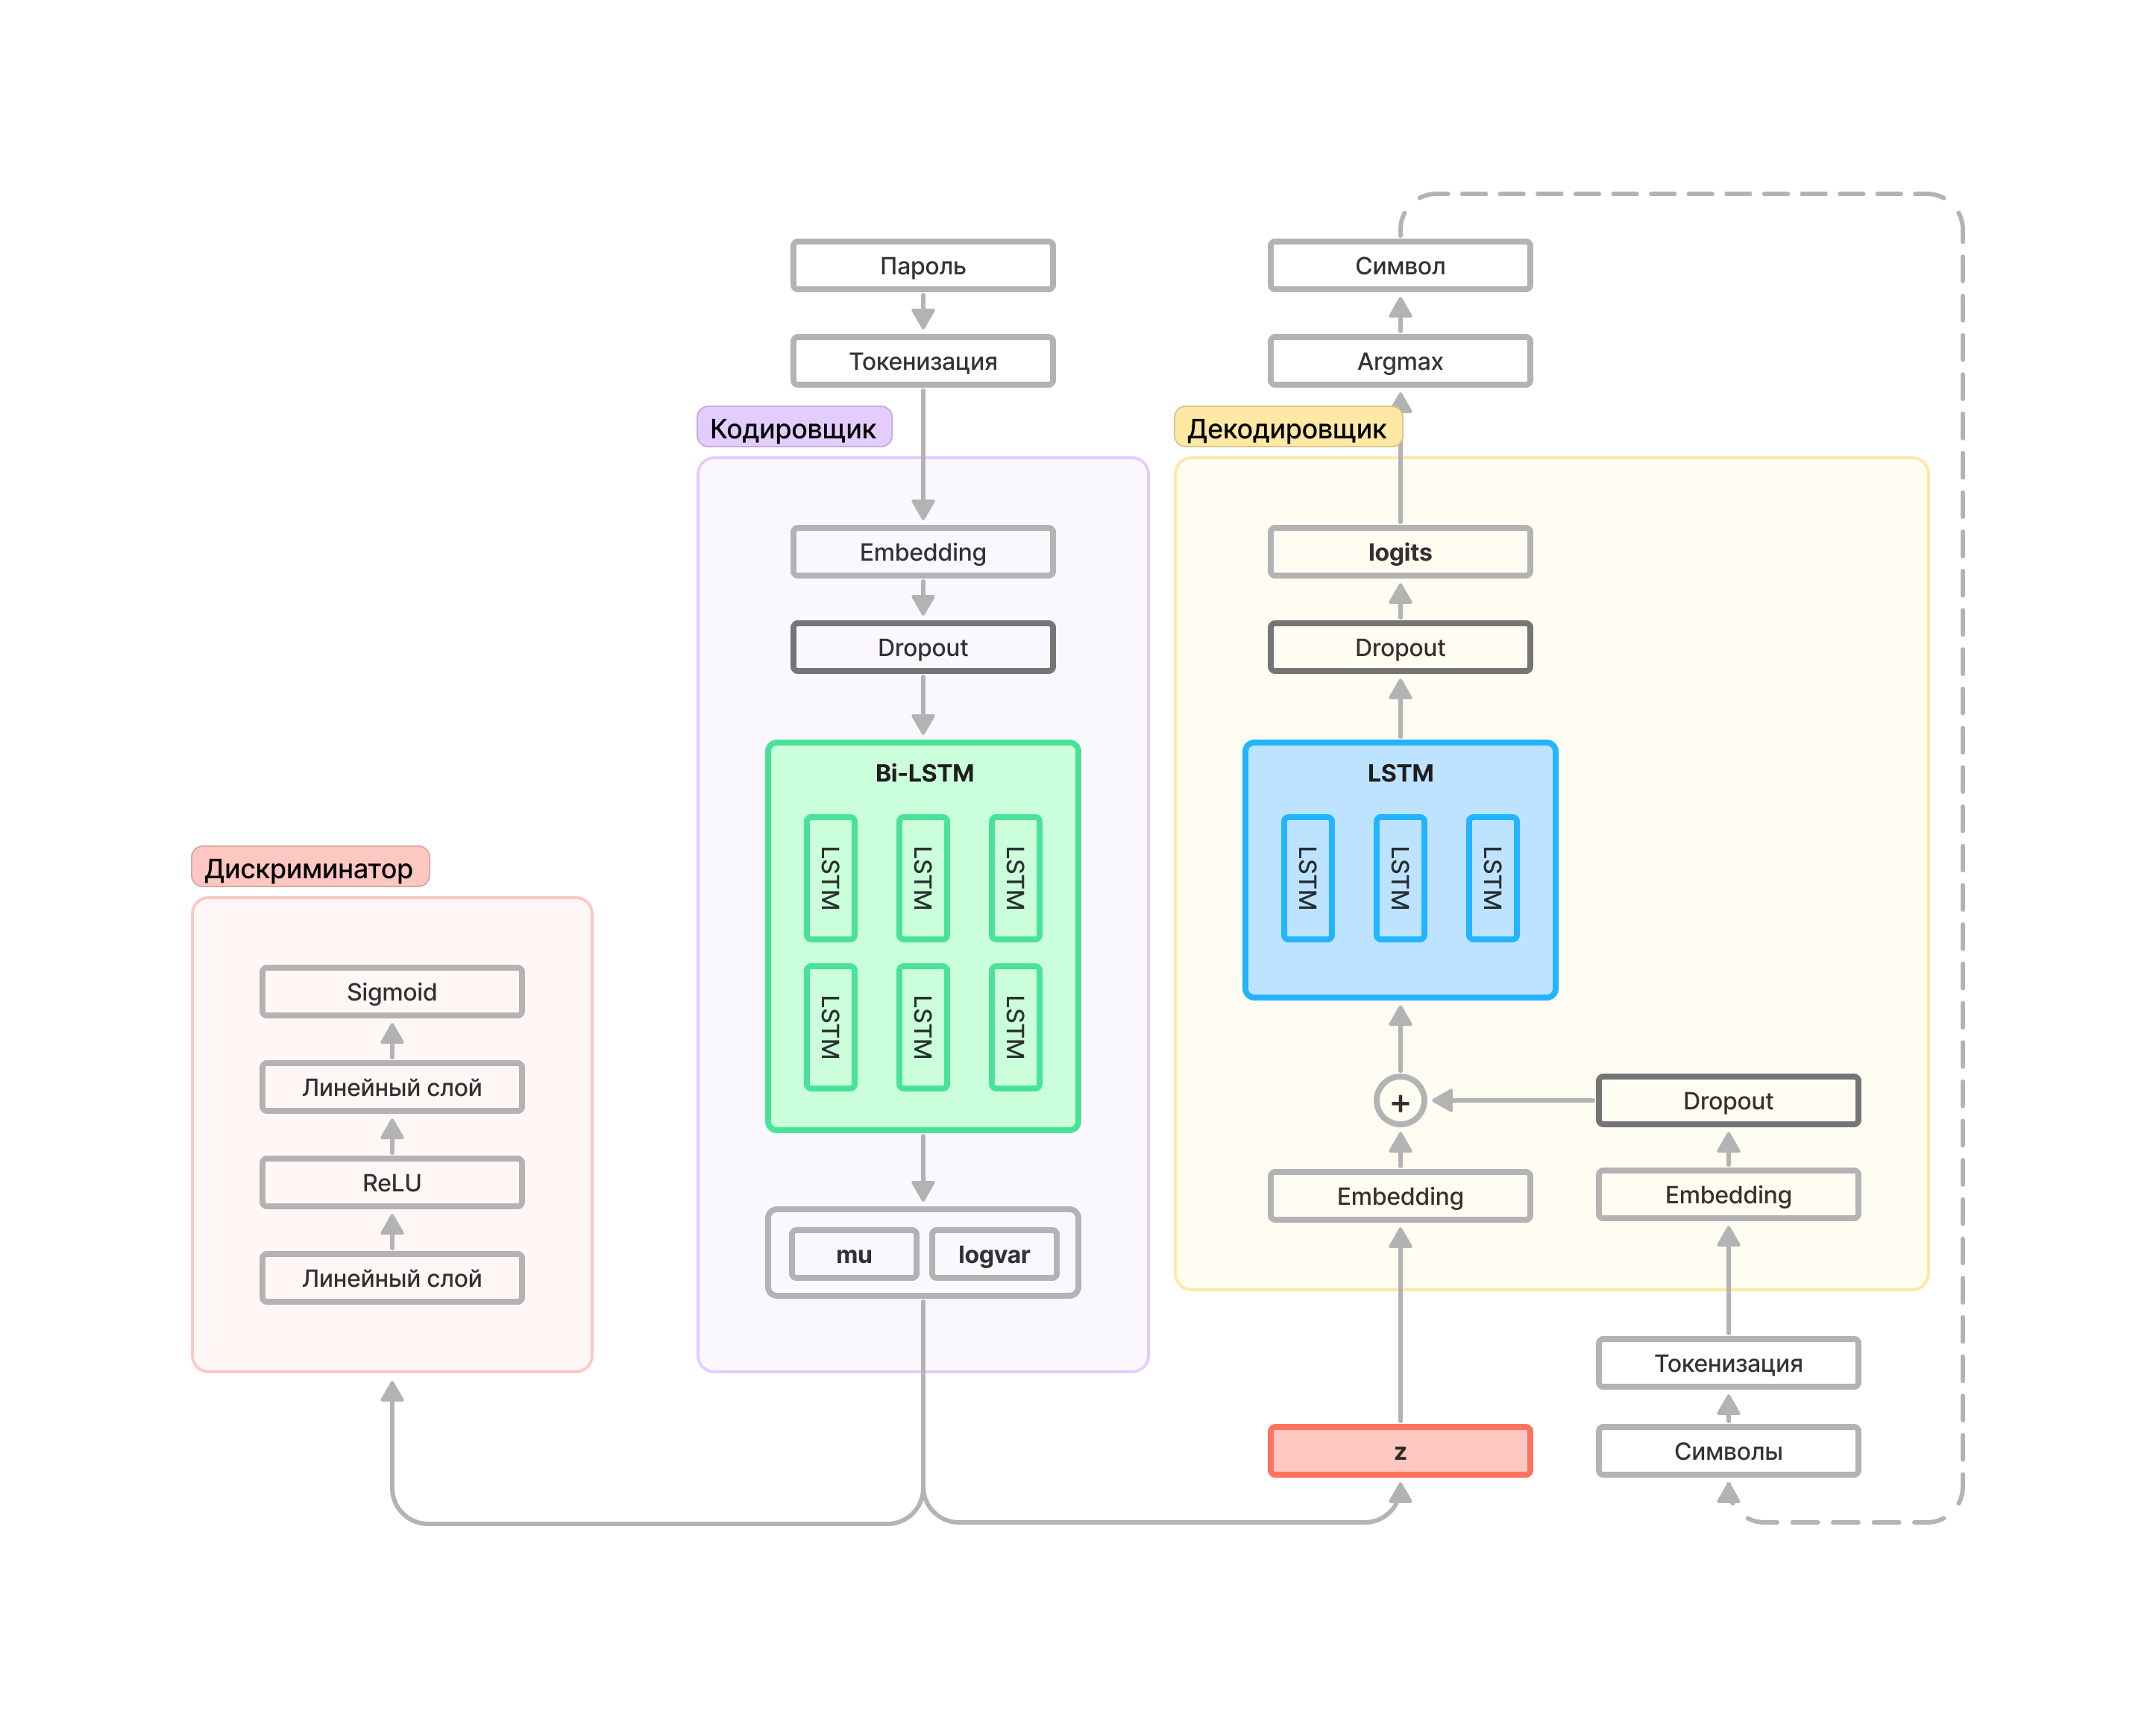 Пароль
Токенизация
Кодировщик
Embedding
Dropout
Bi-LSTM
LSTM
LSTM
LSTM
LSTM
LSTM
LSTM
mu
logvar
Символ
Argmax
Декодировщик
logits
Dropout
LSTM
LSTM
LSTM
LSTM
+
Dropout
Embedding
Embedding
Токенизация
z
Символы
Дискриминатор
Sigmoid
Линейный слой
ReLU
Линейный слой